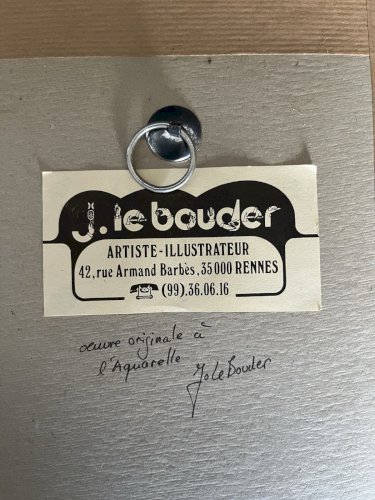 j. le bouder
ARTISTE-ILLUSTRATEUR
42, rue Armand Barbès, 35000 RENNES
(99).36.06.16
oeuvre originale à
l'Aquarelle
Jo Le Bouder